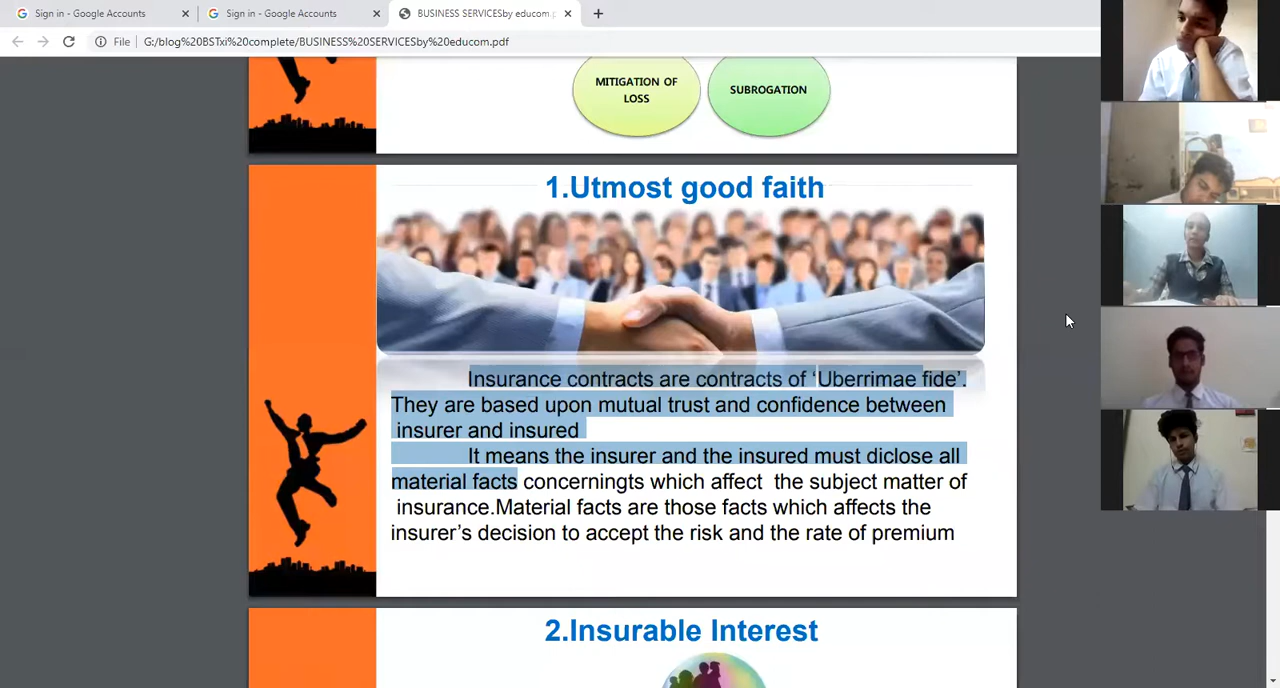 Sign in - Google Accounts
Sign in - Google Accounts
BUSINESS SERVICESby educom p
File
G:/blog%20BSTxi%20complete/BUSINESS%20SERVICESby%20educom.pdf
MITIGATION OF
LOSS
SUBROGATION
1.Utmost good faith
Insurance contracts are contracts of ‘Uberrimae fide’.
They are based upon mutual trust and confidence between
insurer and insured
It means the insurer and the insured must diclose all
material facts concerningts which affect the subject matter of
insurance.Material facts are those facts which affects the
insurer’s decision to accept the risk and the rate of premium
2.Insurable Interest